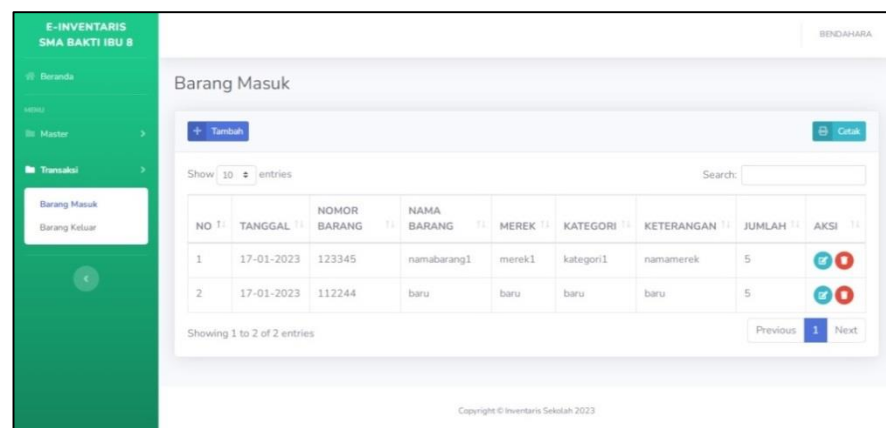 E-INVENTARIS
SMA BAKTI IBU 8
BENDAHARA
Beranda
MENU
Master
Transaksi
Barang Masuk
Barang Keluar
Barang Masuk
Tambah
Cetak
Show 10 entries
Search:
NO TANGGAL NOMOR BARANG NAMA BARANG MEREK KATEGORI KETERANGAN JUMLAH AKSI
1 17-01-2023 123345 namabarang1 merek1 kategori1 namamerek 5
2 17-01-2023 112244 baru baru baru baru 5
Showing 1 to 2 of 2 entries
Previous 1 Next
Copyright © Inventaris Sekolah 2023